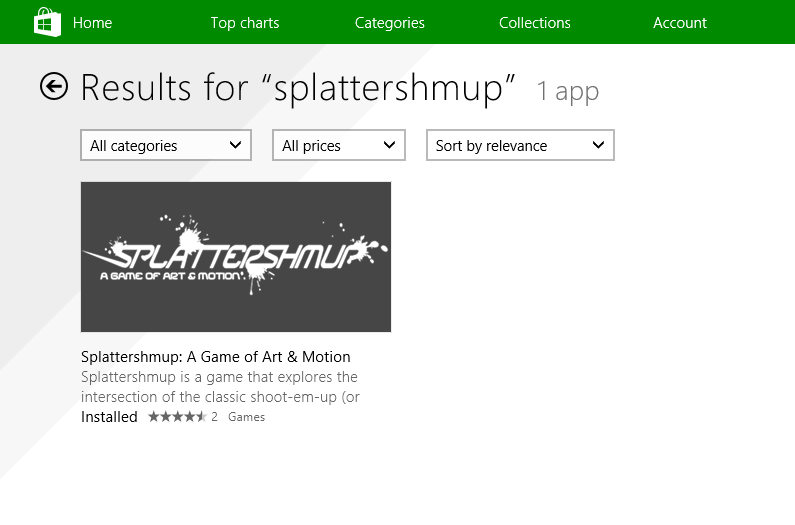 Home Top charts Categories Collections Account
Results for “splattershmup” 1 app
All categories All prices Sort by relevance
SPLATTERSHMUP
A GAME OF ART & MOTION
Splattershmup: A Game of Art & Motion
Splattershmup is a game that explores the
intersection of the classic shoot-em-up (or
Installed 2 Games